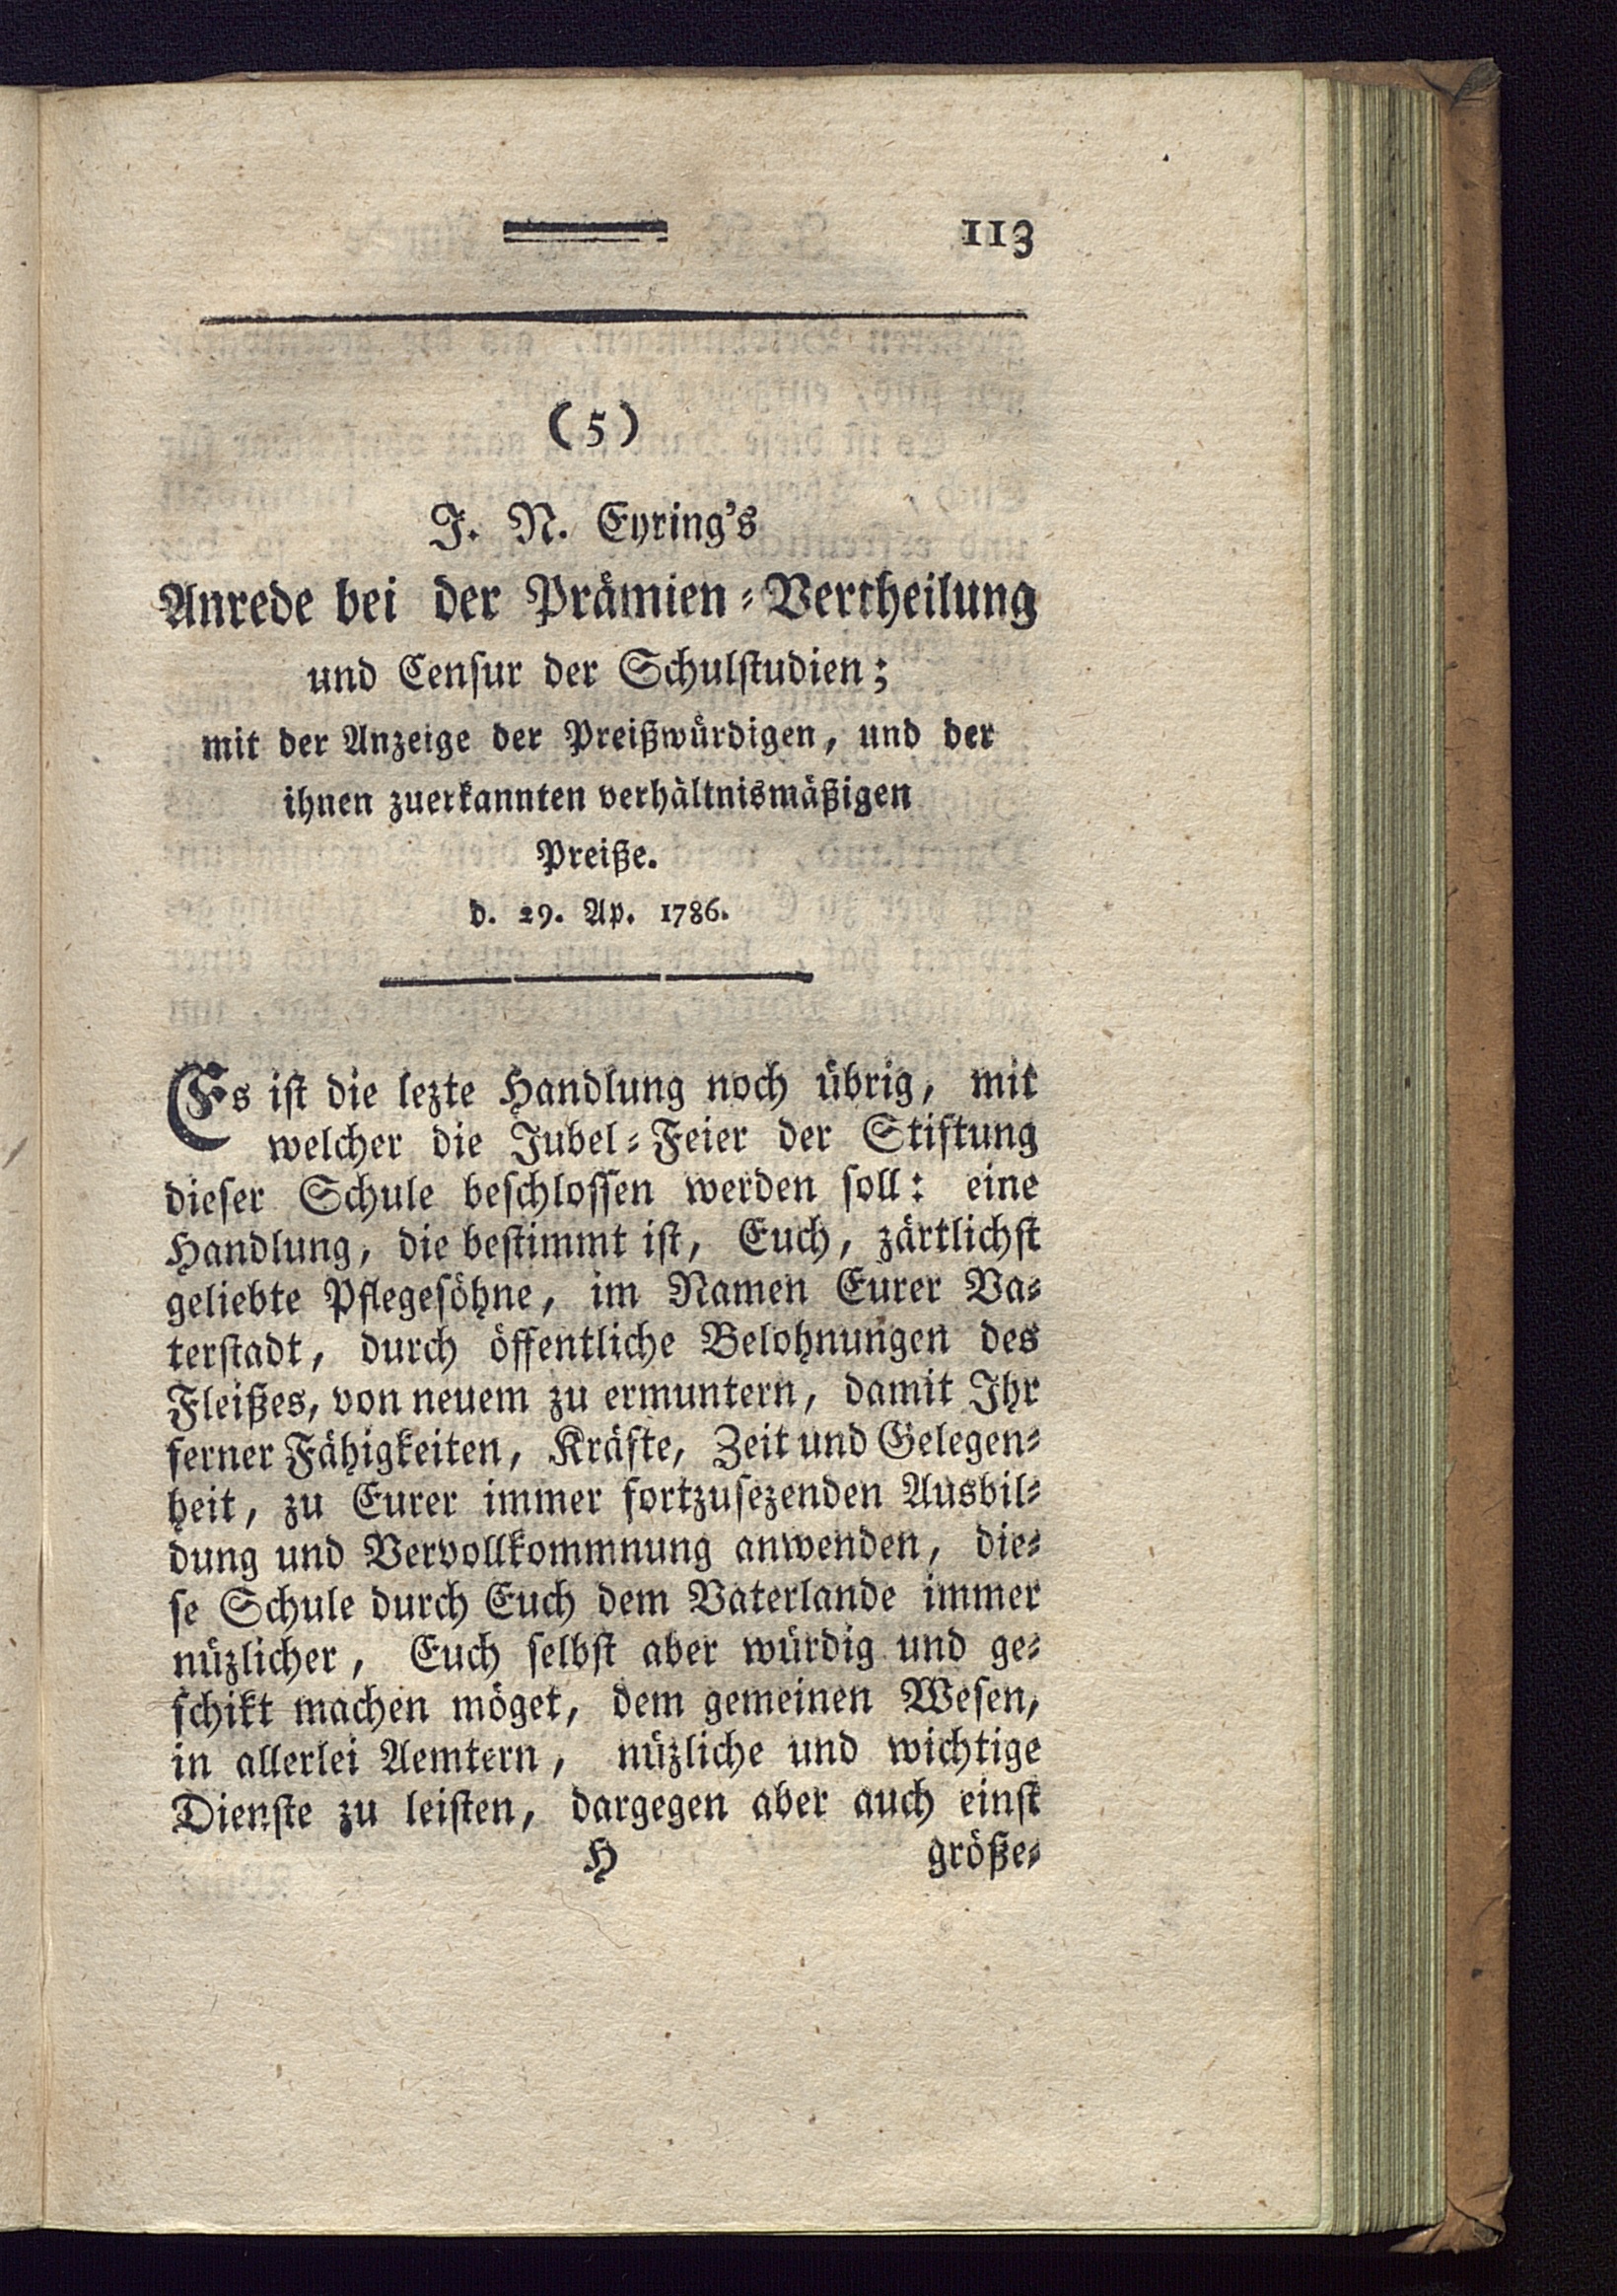 113
(5)
J. N. Eyring's
Anrede bei der Prämien-Vertheilung
und Censur der Schulstudien;
mit der Anzeige der Preißwürdigen, und der
ihnen zuerkannten verhältnismäßigen
Preiße.
d. 29. Ap. 1786.
Es ist die lezte Handlung noch übrig, mit
welcher die Jubel-Feier der Stiftung
dieser Schule beschlossen werden soll: eine
Handlung, die bestimmt ist, Euch, zärtlichst
geliebte Pflegesöhne, im Namen Eurer Va-
terstadt, durch öffentliche Belohnungen des
Fleißes, von neuem zu ermuntern, damit Ihr
ferner Fähigkeiten, Kräfte, Zeit und Gelegen-
heit, zu Eurer immer fortzusezenden Ausbil-
dung und Vervollkommnung anwenden, die-
se Schule durch Euch dem Vaterlande immer
nüzlicher, Euch selbst aber würdig und ge-
schikt machen möget, dem gemeinen Wesen,
in allerlei Aemtern, nüzliche und wichtige
Dienste zu leisten, dargegen aber auch einst
H größe-